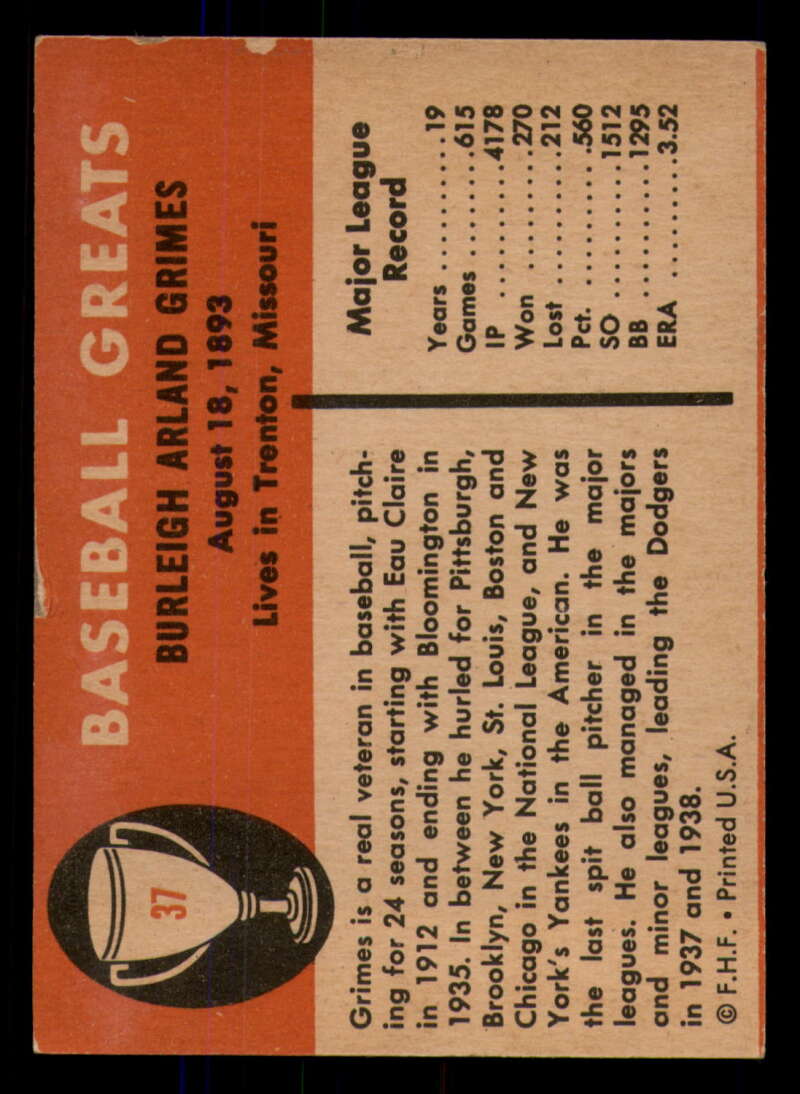 37
BASEBALL GREATS
BURLEIGH ARLAND GRIMES
August 18, 1893
Lives in Trenton, Missouri
Grimes is a real veteran in baseball, pitch-
ing for 24 seasons, starting with Eau Claire
in 1912 and ending with Bloomington in
1935. In between he hurled for Pittsburgh,
Brooklyn, New York, St. Louis, Boston and
Chicago in the National League, and New
York's Yankees in the American. He was
the last spit ball pitcher in the major
leagues. He also managed in the majors
and minor leagues, leading the Dodgers
in 1937 and 1938.
© F.H.F. • Printed U.S.A.
Major League
Record
Years ..........19
Games .........615
IP ..........4178
Won ..........270
Lost ..........212
Pct. ..........560
SO ..........1512
BB ..........1295
ERA ..........3.52